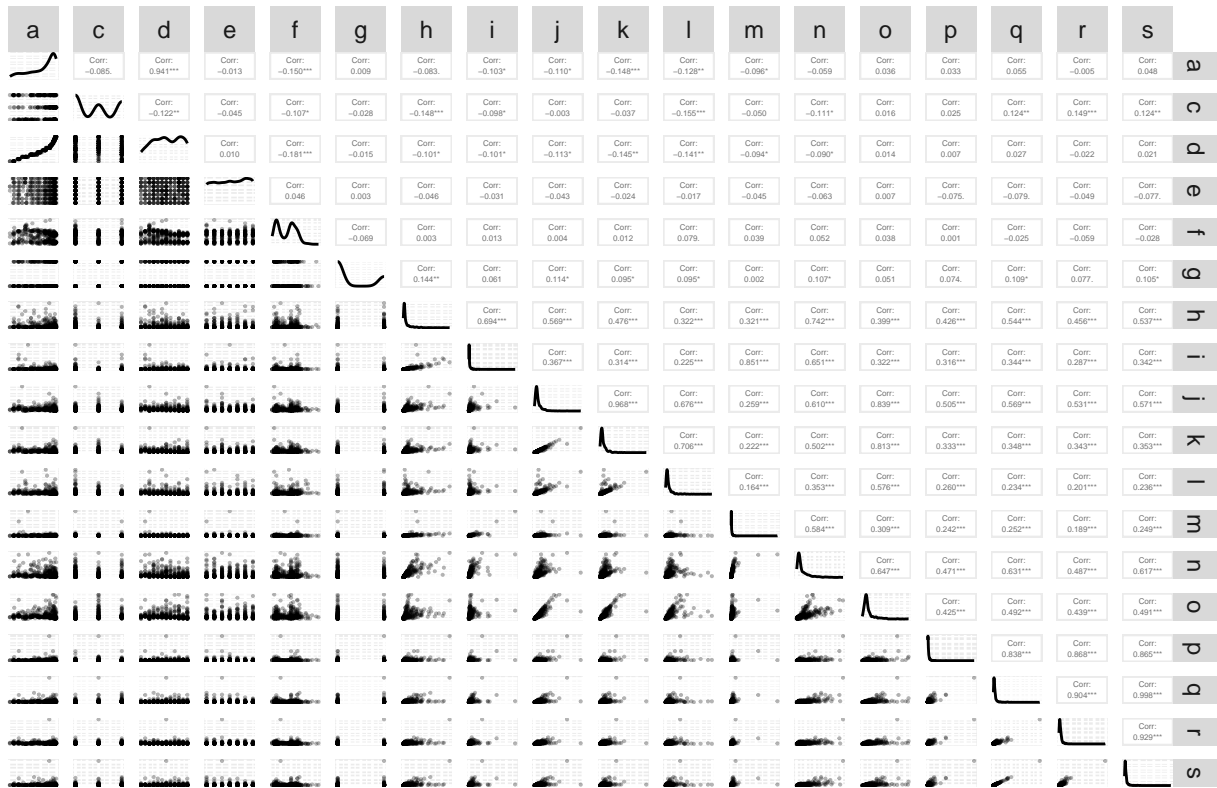 a c d e f g h i j k l m n o p q r s
Corr: Corr: Corr: Corr: Corr: Corr: Corr: Corr: Corr: Corr: Corr: Corr: Corr: Corr: Corr: Corr: Corr:
−0.085. 0.941*** −0.013 −0.150*** 0.009 −0.083. −0.103* −0.110* −0.148*** −0.128** −0.096* −0.059 0.036 0.033 0.055 −0.005 0.048
a
Corr: Corr: Corr: Corr: Corr: Corr: Corr: Corr: Corr: Corr: Corr: Corr: Corr: Corr: Corr: Corr:
−0.122** −0.045 −0.107* −0.028 −0.148*** −0.098* −0.003 −0.037 −0.155*** −0.050 −0.111* 0.016 0.025 0.124** 0.149*** 0.124**
c
Corr: Corr: Corr: Corr: Corr: Corr: Corr: Corr: Corr: Corr: Corr: Corr: Corr: Corr: Corr:
0.010 −0.181*** −0.015 −0.101* −0.101* −0.113* −0.145** −0.141** −0.094* −0.090* 0.014 0.007 0.027 −0.022 0.021
d
Corr: Corr: Corr: Corr: Corr: Corr: Corr: Corr: Corr: Corr: Corr: Corr: Corr: Corr:
0.046 0.003 −0.046 −0.031 −0.043 −0.024 −0.017 −0.045 −0.063 0.007 −0.075. −0.079. −0.049 −0.077.
e
Corr: Corr: Corr: Corr: Corr: Corr: Corr: Corr: Corr: Corr: Corr: Corr: Corr:
−0.069 0.003 0.013 0.004 0.012 0.079. 0.039 0.052 0.038 0.001 −0.025 −0.059 −0.028
f
Corr: Corr: Corr: Corr: Corr: Corr: Corr: Corr: Corr: Corr: Corr: Corr:
0.144** 0.061 0.114* 0.095* 0.095* 0.002 0.107* 0.051 0.074. 0.109* 0.077. 0.105*
g
Corr: Corr: Corr: Corr: Corr: Corr: Corr: Corr: Corr: Corr: Corr:
0.694*** 0.569*** 0.476*** 0.322*** 0.321*** 0.742*** 0.399*** 0.426*** 0.544*** 0.456*** 0.537***
h
Corr: Corr: Corr: Corr: Corr: Corr: Corr: Corr: Corr: Corr:
0.367*** 0.314*** 0.225*** 0.851*** 0.651*** 0.322*** 0.316*** 0.344*** 0.287*** 0.342***
i
Corr: Corr: Corr: Corr: Corr: Corr: Corr: Corr: Corr:
0.968*** 0.676*** 0.259*** 0.610*** 0.839*** 0.505*** 0.569*** 0.531*** 0.571***
j
Corr: Corr: Corr: Corr: Corr: Corr: Corr: Corr:
0.706*** 0.222*** 0.502*** 0.813*** 0.333*** 0.348*** 0.343*** 0.353***
k
Corr: Corr: Corr: Corr: Corr: Corr: Corr:
0.164*** 0.353*** 0.576*** 0.260*** 0.234*** 0.201*** 0.236***
l
Corr: Corr: Corr: Corr: Corr: Corr:
0.584*** 0.309*** 0.242*** 0.252*** 0.189*** 0.249***
m
Corr: Corr: Corr: Corr: Corr:
0.647*** 0.471*** 0.631*** 0.487*** 0.617***
n
Corr: Corr: Corr: Corr:
0.425*** 0.492*** 0.439*** 0.491***
o
Corr: Corr: Corr:
0.838*** 0.868*** 0.865***
p
Corr: Corr:
0.904*** 0.998***
q
Corr:
0.929***
r
s